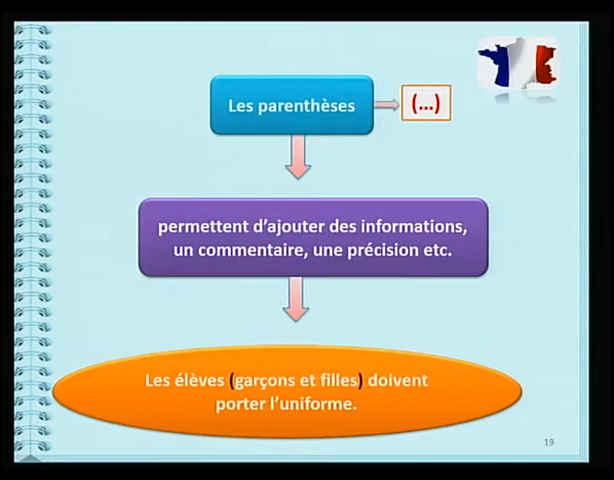 Les parenthèses
(...)
permettent d'ajouter des informations,
un commentaire, une précision etc.
Les élèves (garçons et filles) doivent
porter l'uniforme.
19